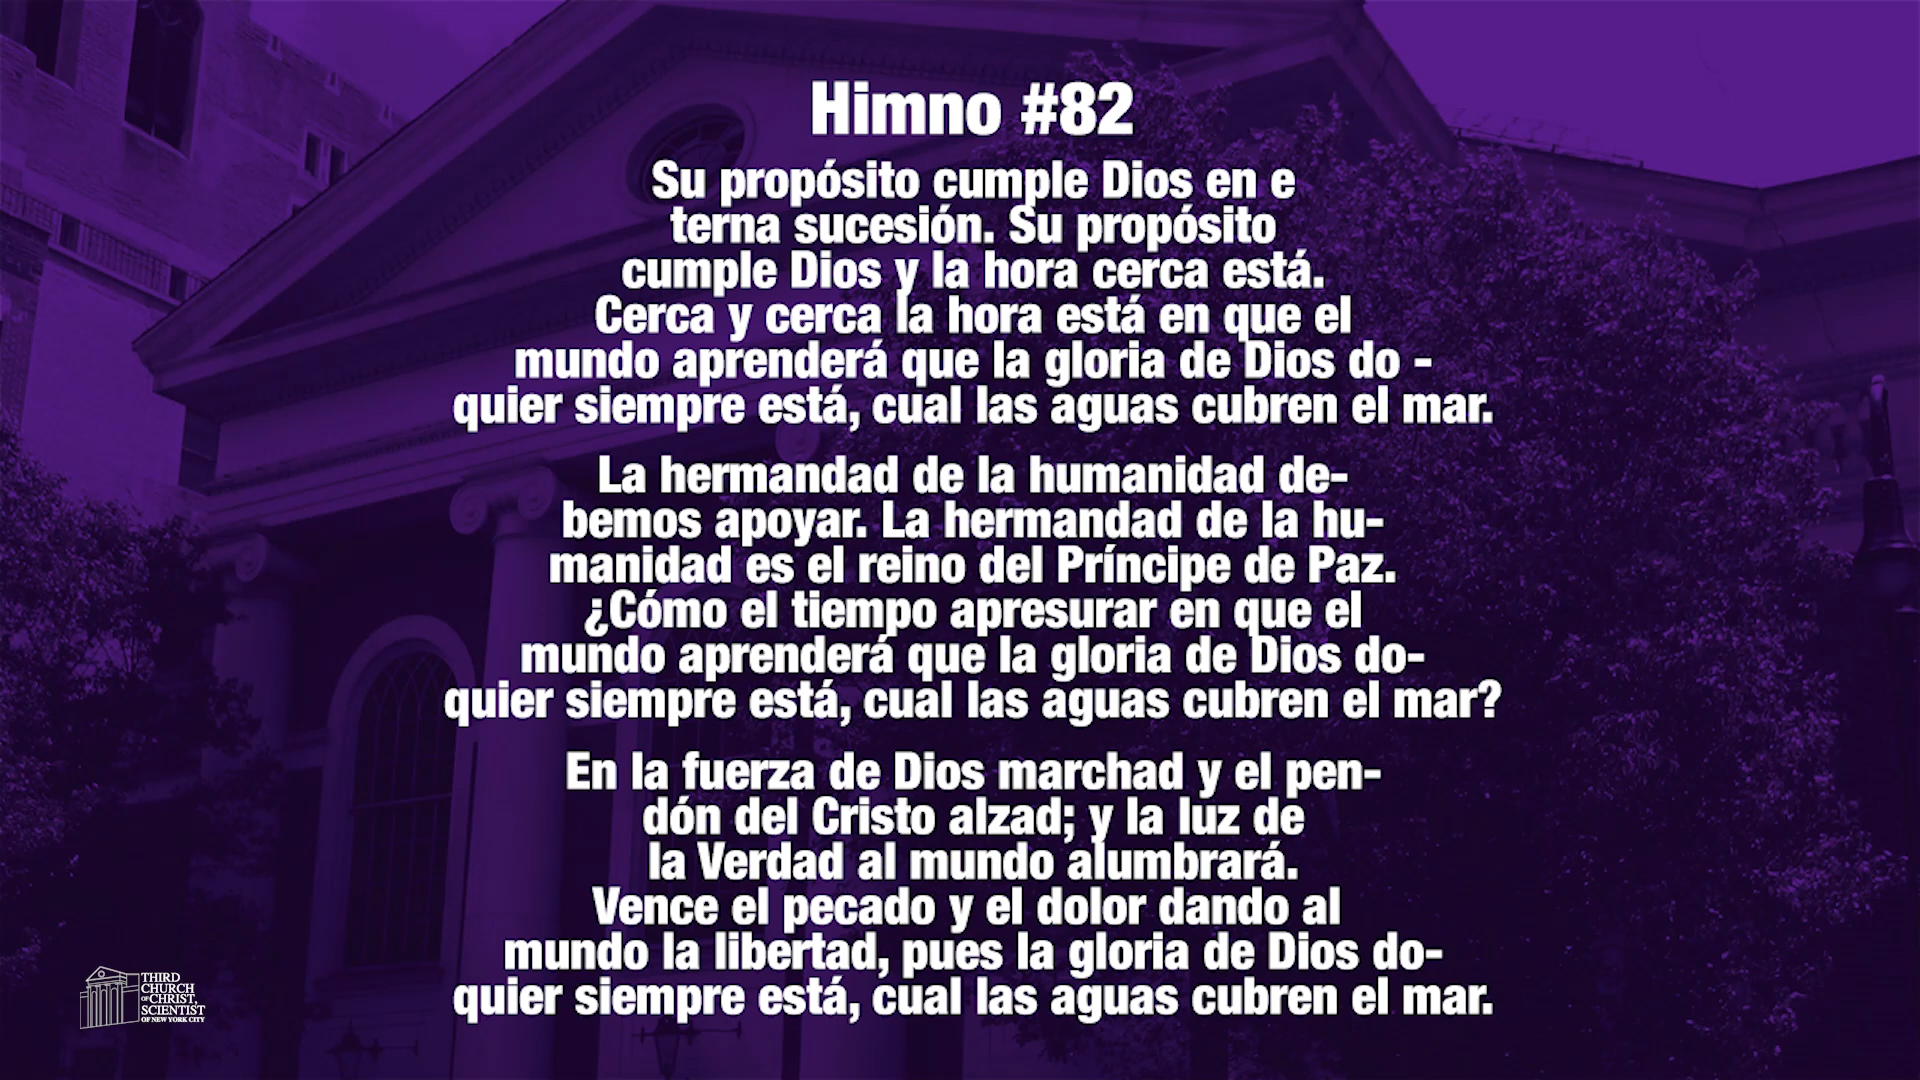 Himno #82
Su propósito cumple Dios en e
terna sucesión. Su propósito
cumple Dios y la hora cerca está.
Cerca y cerca la hora está en que el
mundo aprenderá que la gloria de Dios do -
quier siempre está, cual las aguas cubren el mar.
La hermandad de la humanidad de-
bemos apoyar. La hermandad de la hu-
manidad es el reino del Príncipe de Paz.
¿Cómo el tiempo apresurar en que el
mundo aprenderá que la gloria de Dios do-
quier siempre está, cual las aguas cubren el mar?
En la fuerza de Dios marchad y el pen-
dón del Cristo alzad; y la luz de
la Verdad al mundo alumbrará.
Vence el pecado y el dolor dando al
mundo la libertad, pues la gloria de Dios do-
quier siempre está, cual las aguas cubren el mar.
THIRD
CHURCH
OF CHRIST,
SCIENTIST
OF NEW YORK CITY